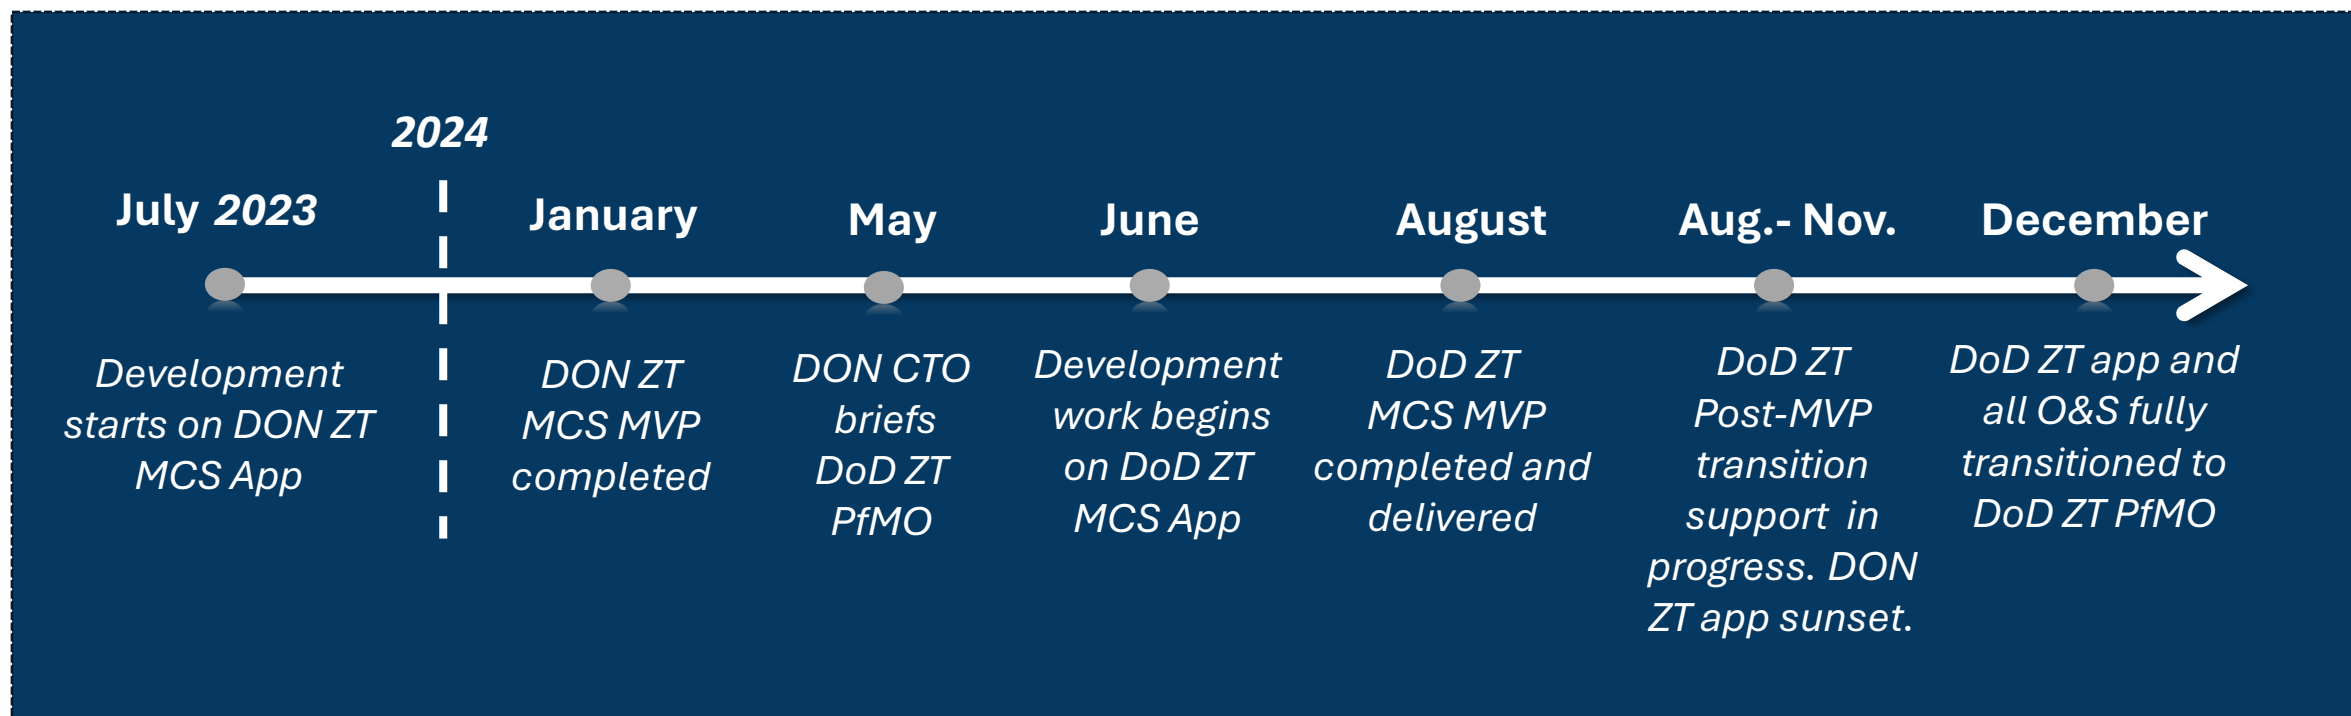 2024
July 2023
January
May
June
August
Aug.- Nov.
December
Development
starts on DON ZT
MCS App
DON ZT
MCS MVP
completed
DON CTO
briefs
DoD ZT
PfMO
Development
work begins
on DoD ZT
MCS App
DoD ZT
MCS MVP
completed and
delivered
DoD ZT
Post-MVP
transition
support in
progress. DON
ZT app sunset.
DoD ZT app and
all O&S fully
transitioned to
DoD ZT PfMO